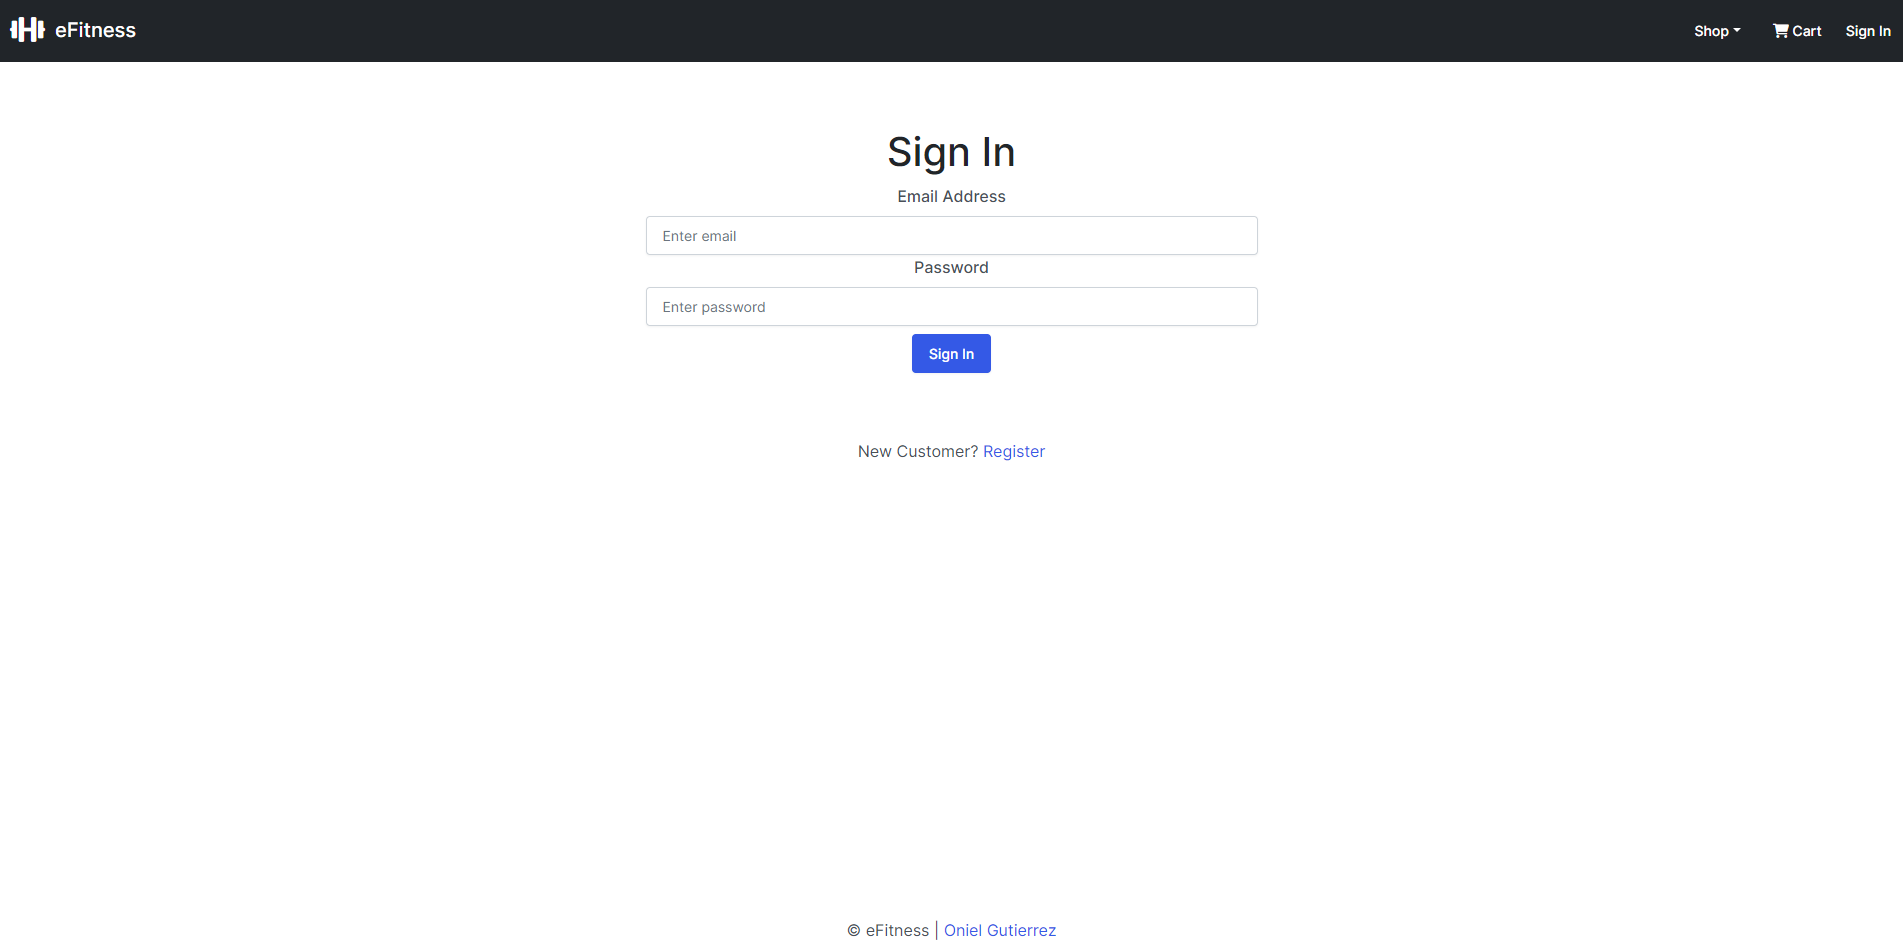 eFitness
Shop
Cart
Sign In
Sign In
Email Address
Enter email
Password
Enter password
Sign In
New Customer? Register
© eFitness | Oniel Gutierrez